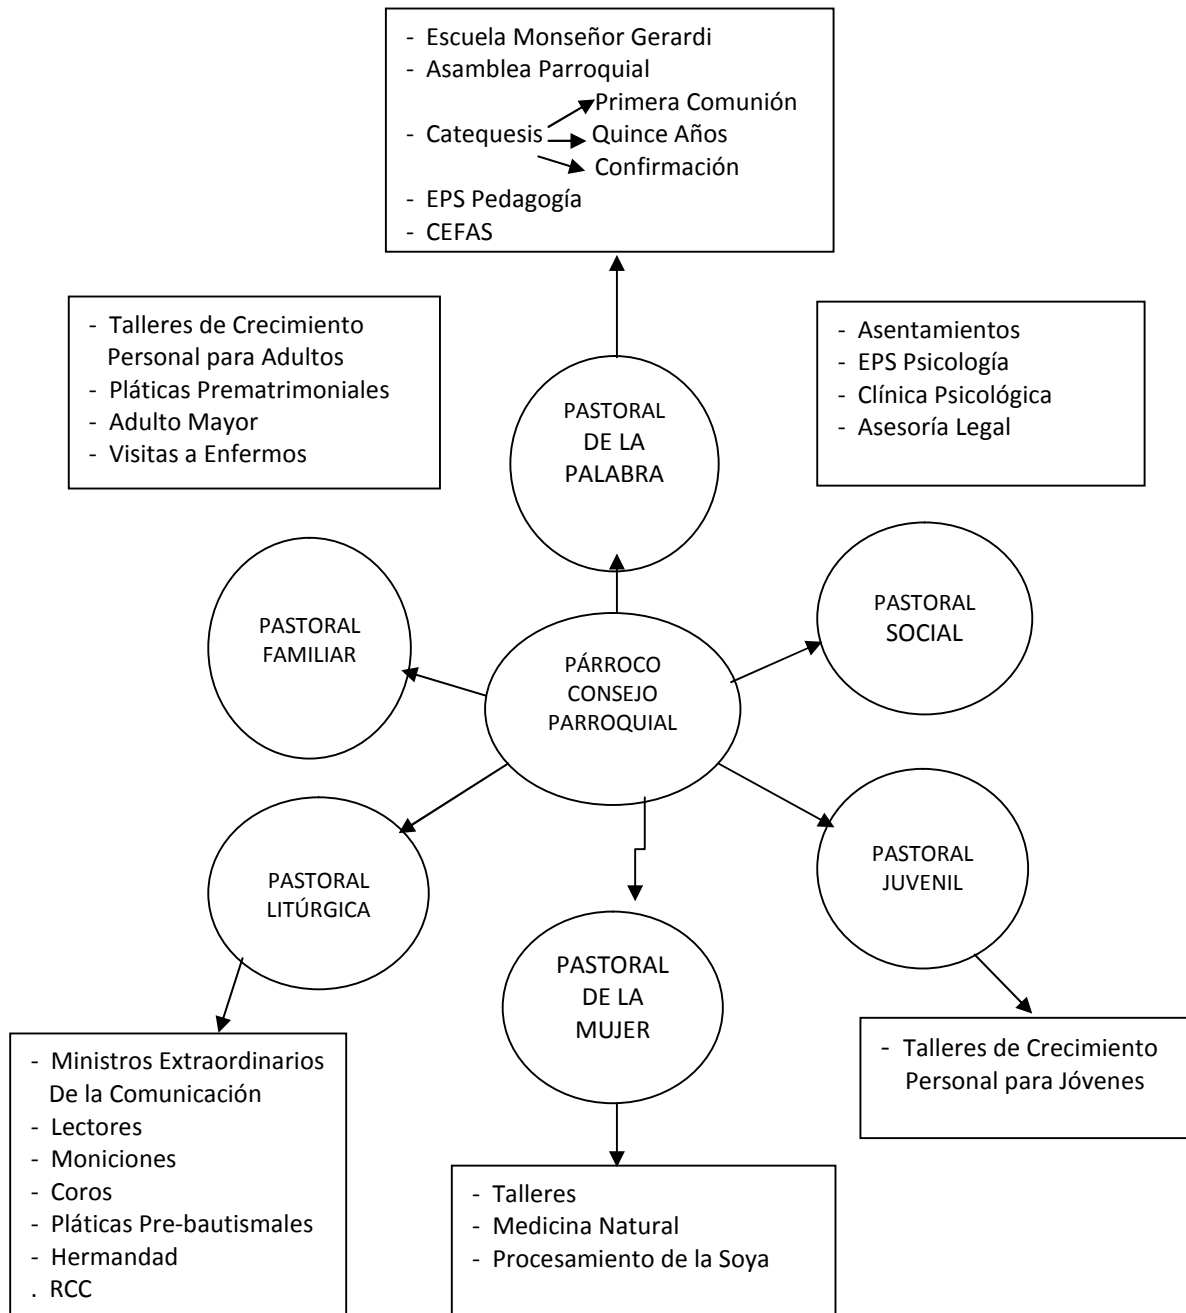 - Escuela Monseñor Gerardi
- Asamblea Parroquial
Primera Comunión
- Catequesis Quince Años
Confirmación
- EPS Pedagogía
- CEFAS
- Talleres de Crecimiento
Personal para Adultos
- Pláticas Prematrimoniales
- Adulto Mayor
- Visitas a Enfermos
- Asentamientos
- EPS Psicología
- Clínica Psicológica
- Asesoría Legal
PASTORAL
DE LA
PALABRA
PASTORAL
FAMILIAR
PÁRROCO
CONSEJO
PARROQUIAL
PASTORAL
SOCIAL
PASTORAL
LITÚRGICA
PASTORAL
DE LA
MUJER
PASTORAL
JUVENIL
- Ministros Extraordinarios
De la Comunicación
- Lectores
- Moniciones
- Coros
- Pláticas Pre-bautismales
- Hermandad
. RCC
- Talleres
- Medicina Natural
- Procesamiento de la Soya
- Talleres de Crecimiento
Personal para Jóvenes